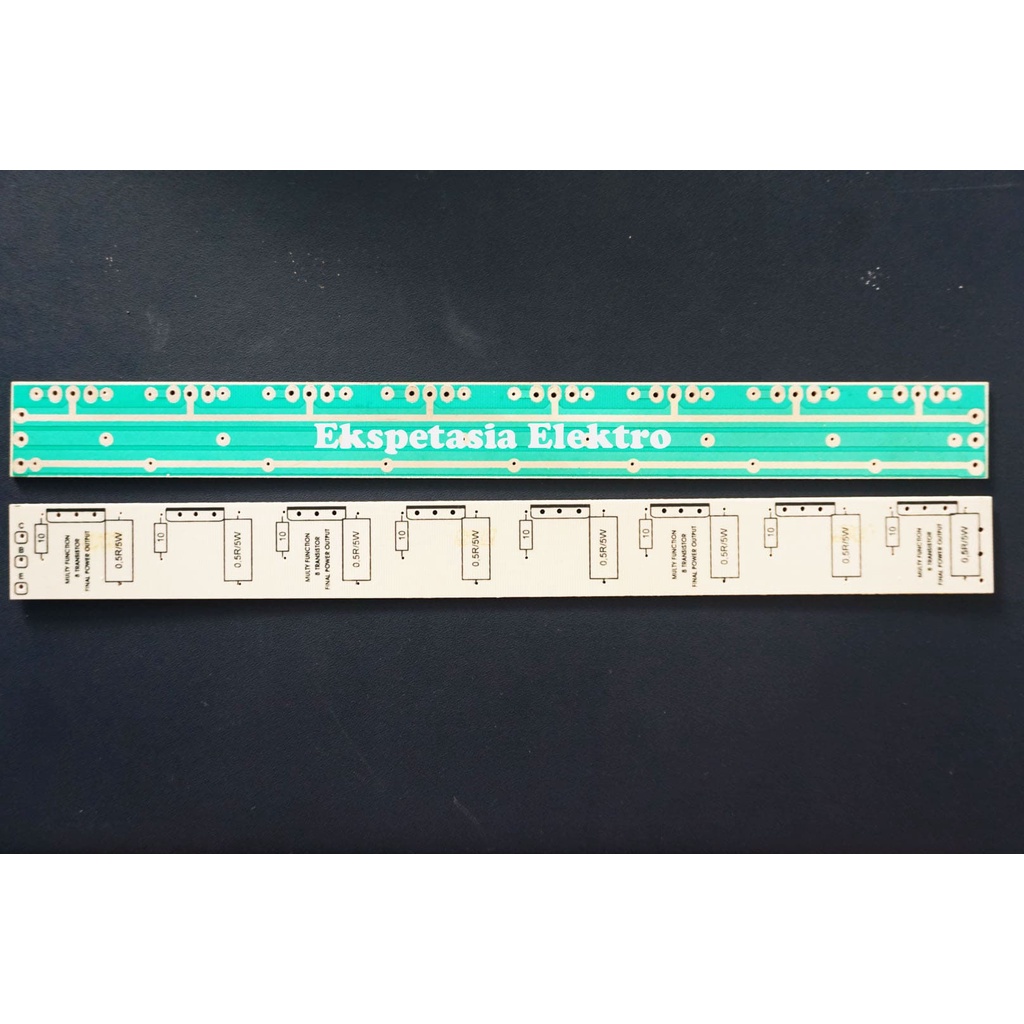 Ekspetasia Elektro
C
B
E
10
MULTY FUNCTION
8 TRANSISTOR
FINAL POWER OUTPUT
0,5R/5W
10
0,5R/5W
10
MULTY FUNCTION
8 TRANSISTOR
FINAL POWER OUTPUT
0,5R/5W
10
0,5R/5W
10
0,5R/5W
10
MULTY FUNCTION
8 TRANSISTOR
FINAL POWER OUTPUT
0,5R/5W
10
0,5R/5W
10
MULTY FUNCTION
8 TRANSISTOR
FINAL POWER OUTPUT
0,5R/5W